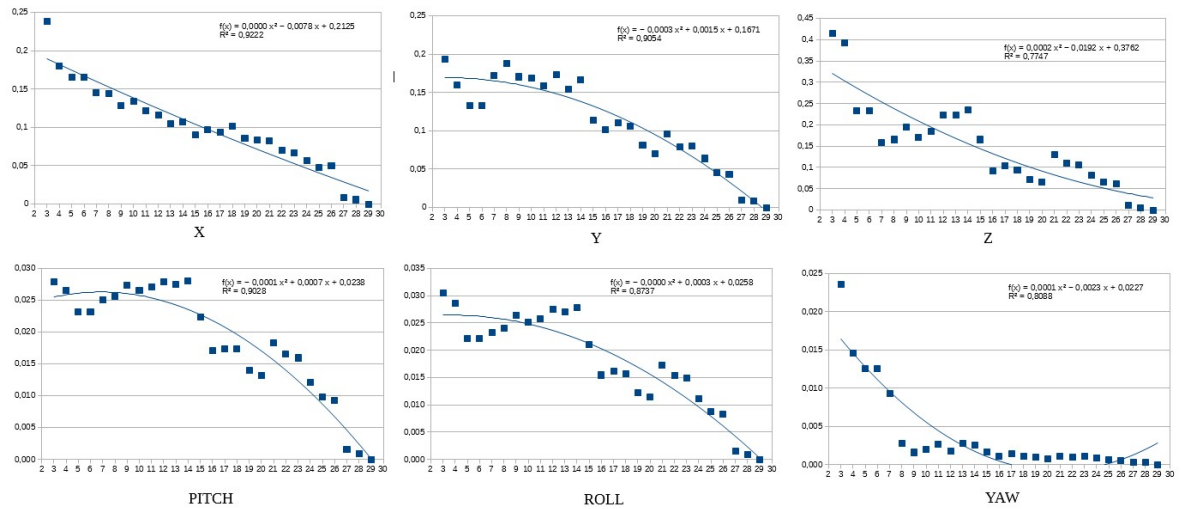 0,25
f(x) = 0,0000 x² − 0,0078 x + 0,2125
R² = 0,9222
0,2
0,15
0,1
0,05
0
2 3 4 5 6 7 8 9 10 11 12 13 14 15 16 17 18 19 20 21 22 23 24 25 26 27 28 29 30
X
0,25
f(x) = − 0,0003 x² + 0,0015 x + 0,1671
R² = 0,9054
0,2
0,15
0,1
0,05
0
2 3 4 5 6 7 8 9 10 11 12 13 14 15 16 17 18 19 20 21 22 23 24 25 26 27 28 29 30
Y
0,45
0,4
f(x) = 0,0002 x² − 0,0192 x + 0,3762
R² = 0,7747
0,35
0,3
0,25
0,2
0,15
0,1
0,05
0
2 3 4 5 6 7 8 9 10 11 12 13 14 15 16 17 18 19 20 21 22 23 24 25 26 27 28 29 30
Z
0,030
f(x) = − 0,0001 x² + 0,0007 x + 0,0238
R² = 0,9028
0,025
0,020
0,015
0,010
0,005
0,000
2 3 4 5 6 7 8 9 10 11 12 13 14 15 16 17 18 19 20 21 22 23 24 25 26 27 28 29 30
PITCH
0,035
f(x) = − 0,0000 x² + 0,0003 x + 0,0258
R² = 0,8737
0,030
0,025
0,020
0,015
0,010
0,005
0,000
2 3 4 5 6 7 8 9 10 11 12 13 14 15 16 17 18 19 20 21 22 23 24 25 26 27 28 29 30
ROLL
0,025
f(x) = 0,0001 x² − 0,0023 x + 0,0227
R² = 0,8088
0,020
0,015
0,010
0,005
0,000
2 3 4 5 6 7 8 9 10 11 12 13 14 15 16 17 18 19 20 21 22 23 24 25 26 27 28 29 30
YAW